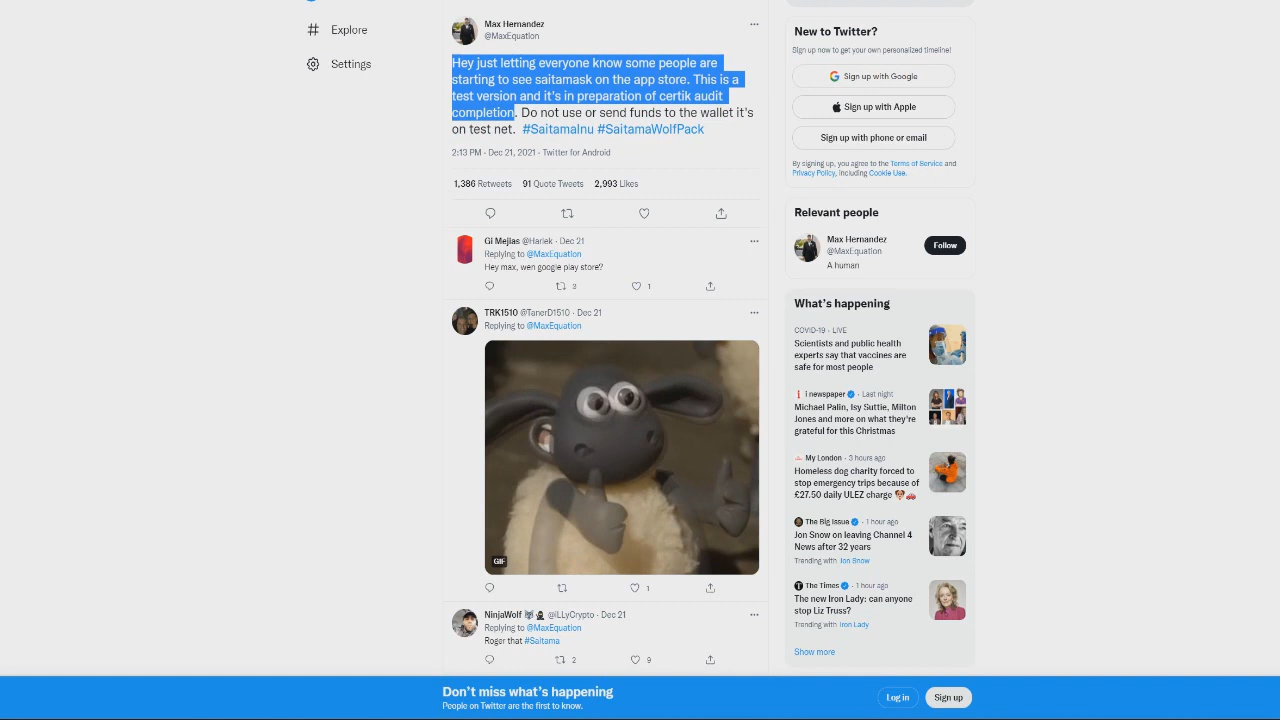 Explore
Settings
Max Hernandez
@MaxEquation
Hey just letting everyone know some people are
starting to see saitamask on the app store. This is a
test version and it's in preparation of certik audit
completion. Do not use or send funds to the wallet it's
on test net. #SaitamaInu #SaitamaWolfPack
2:13 PM · Dec 21, 2021 · Twitter for Android
1,386 Retweets 91 Quote Tweets 2,993 Likes
Gi Mejias @Harlek · Dec 21
Replying to @MaxEquation
Hey max, wen google play store?
3 1
TRK1510 @TanerD1510 · Dec 21
Replying to @MaxEquation
GIF
1
NinjaWolf @iLLyCrypto · Dec 21
Replying to @MaxEquation
Roger that #Saitama
2 9
New to Twitter?
Sign up now to get your own personalized timeline!
Sign up with Google
Sign up with Apple
Sign up with phone or email
By signing up, you agree to the Terms of Service and
Privacy Policy, including Cookie Use.
Relevant people
Max Hernandez
@MaxEquation
Follow
A human
What's happening
COVID-19 · LIVE
Scientists and public health
experts say that vaccines are
safe for most people
i newspaper · Last night
Michael Palin, Isy Suttie, Milton
Jones and more on what they're
grateful for this Christmas
My London · 3 hours ago
Homeless dog charity forced to
stop emergency trips because of
£27.50 daily ULEZ charge
The Big Issue · 1 hour ago
Jon Snow on leaving Channel 4
News after 32 years
Trending with Jon Snow
The Times · 1 hour ago
The new Iron Lady: can anyone
stop Liz Truss?
Trending with Iron Lady
Show more
Don't miss what's happening
People on Twitter are the first to know.
Log in
Sign up